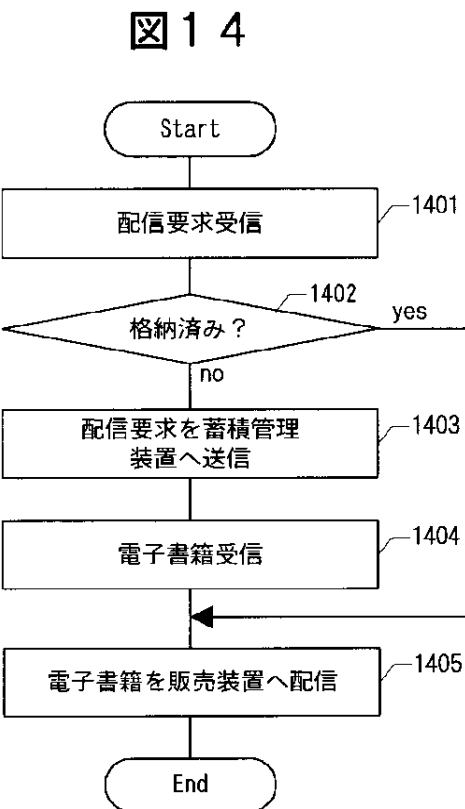 図14
Start
配信要求受信
1401
1402
格納済み?
yes
no
配信要求を蓄積管理
装置へ送信
1403
電子書籍受信
1404
電子書籍を販売装置へ配信
1405
End